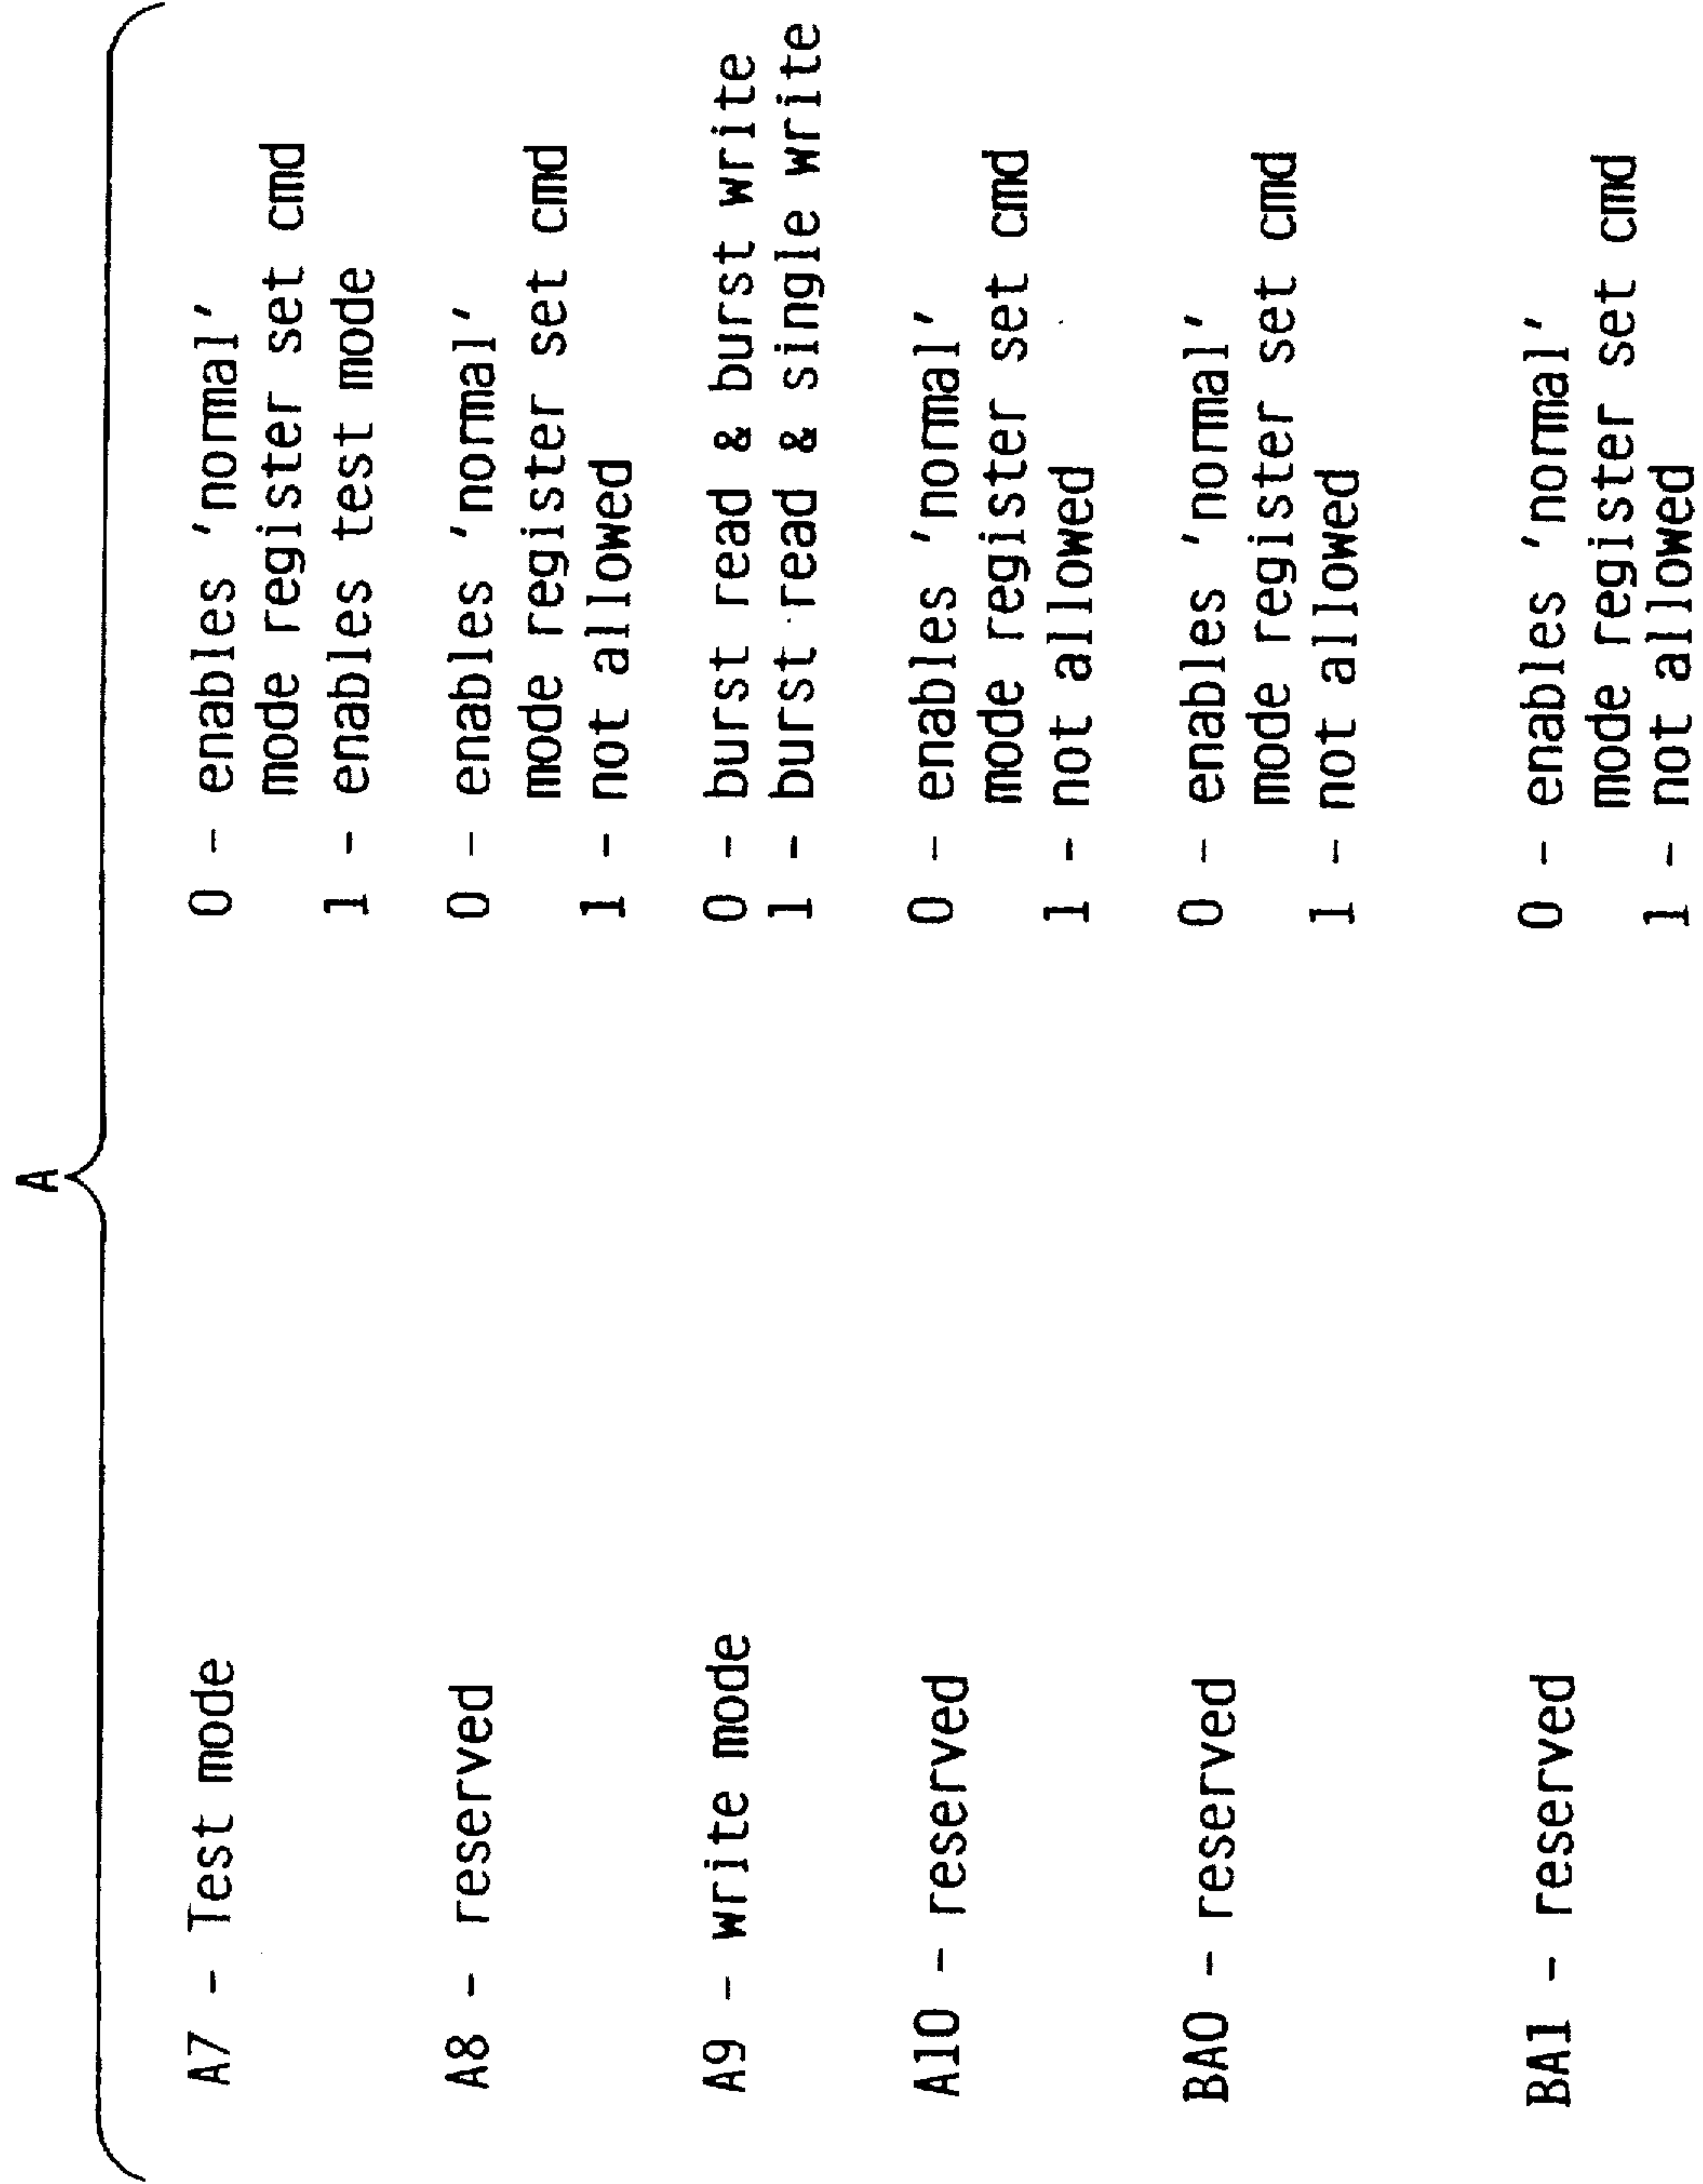 A
A7 - Test mode 0 - enables 'normal'
mode register set cmd
1 - enables test mode
A8 - reserved 0 - enables 'normal'
mode register set cmd
1 - not allowed
A9 - write mode 0 - burst read & burst write
1 - burst read & single write
A10 - reserved 0 - enables 'normal'
mode register set cmd
1 - not allowed
BA0 - reserved 0 - enables 'normal'
mode register set cmd
1 - not allowed
BA1 - reserved 0 - enables 'normal'
mode register set cmd
1 - not allowed